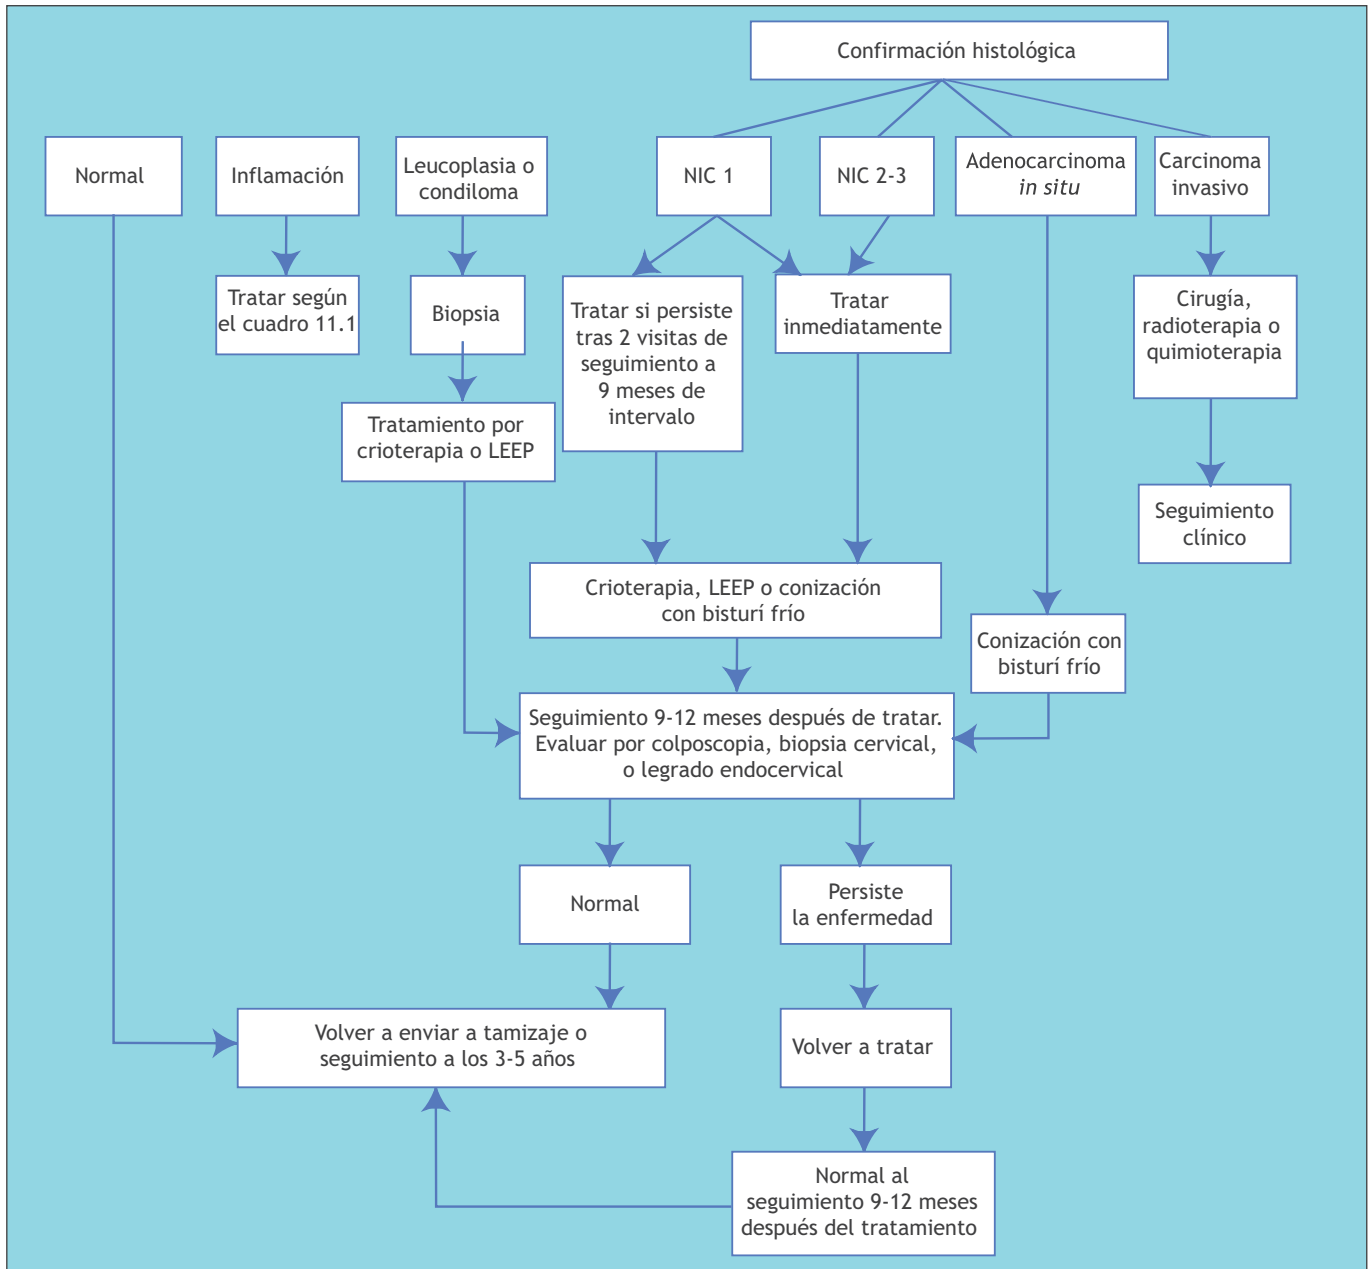 Confirmación histológica
Normal
Inflamación
Leucoplasia o
condiloma
NIC 1
NIC 2-3
Adenocarcinoma
in situ
Carcinoma
invasivo
Tratar según
el cuadro 11.1
Biopsia
Tratar si persiste
tras 2 visitas de
seguimiento a
9 meses de
intervalo
Tratar
inmediatamente
Cirugía,
radioterapia o
quimioterapia
Tratamiento por
crioterapia o LEEP
Seguimiento
clínico
Crioterapia, LEEP o conización
con bisturí frío
Conización con
bisturí frío
Seguimiento 9-12 meses después de tratar.
Evaluar por colposcopia, biopsia cervical,
o legrado endocervical
Normal
Persiste
la enfermedad
Volver a enviar a tamizaje o
seguimiento a los 3-5 años
Volver a tratar
Normal al
seguimiento 9-12 meses
después del tratamiento